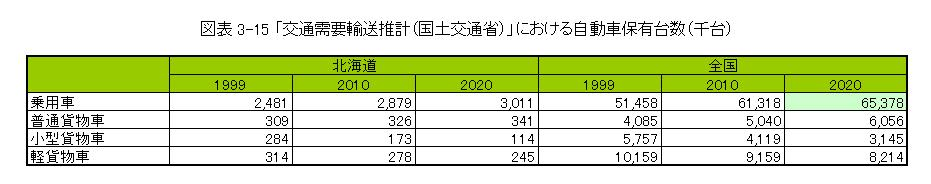 図表 3-15 「交通需要輸送推計(国土交通省)」における自動車保有台数(千台)
北海道 全国
1999 2010 2020 1999 2010 2020
乗用車 2,481 2,879 3,011 51,458 61,318 65,378
普通貨物車 309 326 341 4,085 5,040 6,056
小型貨物車 284 173 114 5,757 4,119 3,145
軽貨物車 314 278 245 10,159 9,159 8,214